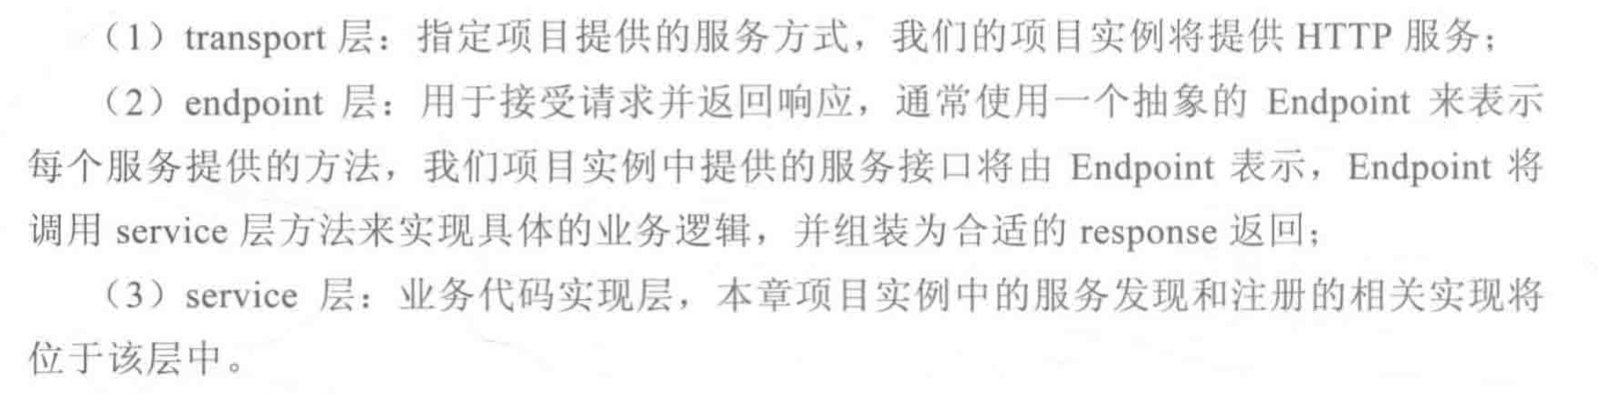 （1）transport 层：指定项目提供的服务方式，我们的项目实例将提供 HTTP 服务；
（2）endpoint 层：用于接受请求并返回响应，通常使用一个抽象的 Endpoint 来表示
每个服务提供的方法，我们项目实例中提供的服务接口将由 Endpoint 表示，Endpoint 将
调用 service 层方法来实现具体的业务逻辑，并组装为合适的 response 返回；
（3）service 层：业务代码实现层，本章项目实例中的服务发现和注册的相关实现将
位于该层中。